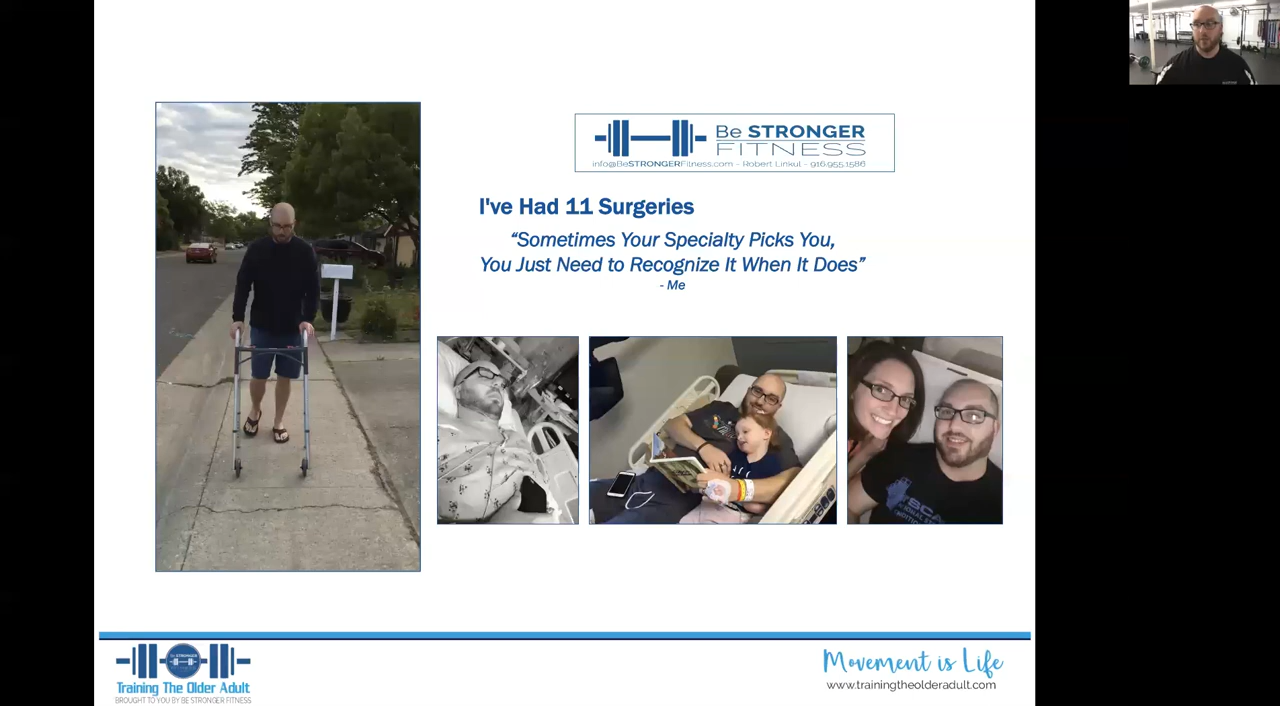 Be STRONGER
FITNESS
info@BeSTRONGERFitness.com - Robert Linkul - 916.955.1586
I've Had 11 Surgeries
“Sometimes Your Specialty Picks You,
You Just Need to Recognize It When It Does”
- Me
Be STRONGER
Training The Older Adult
BROUGHT TO YOU BY BE STRONGER FITNESS
Movement is Life
www.trainingtheolderadult.com